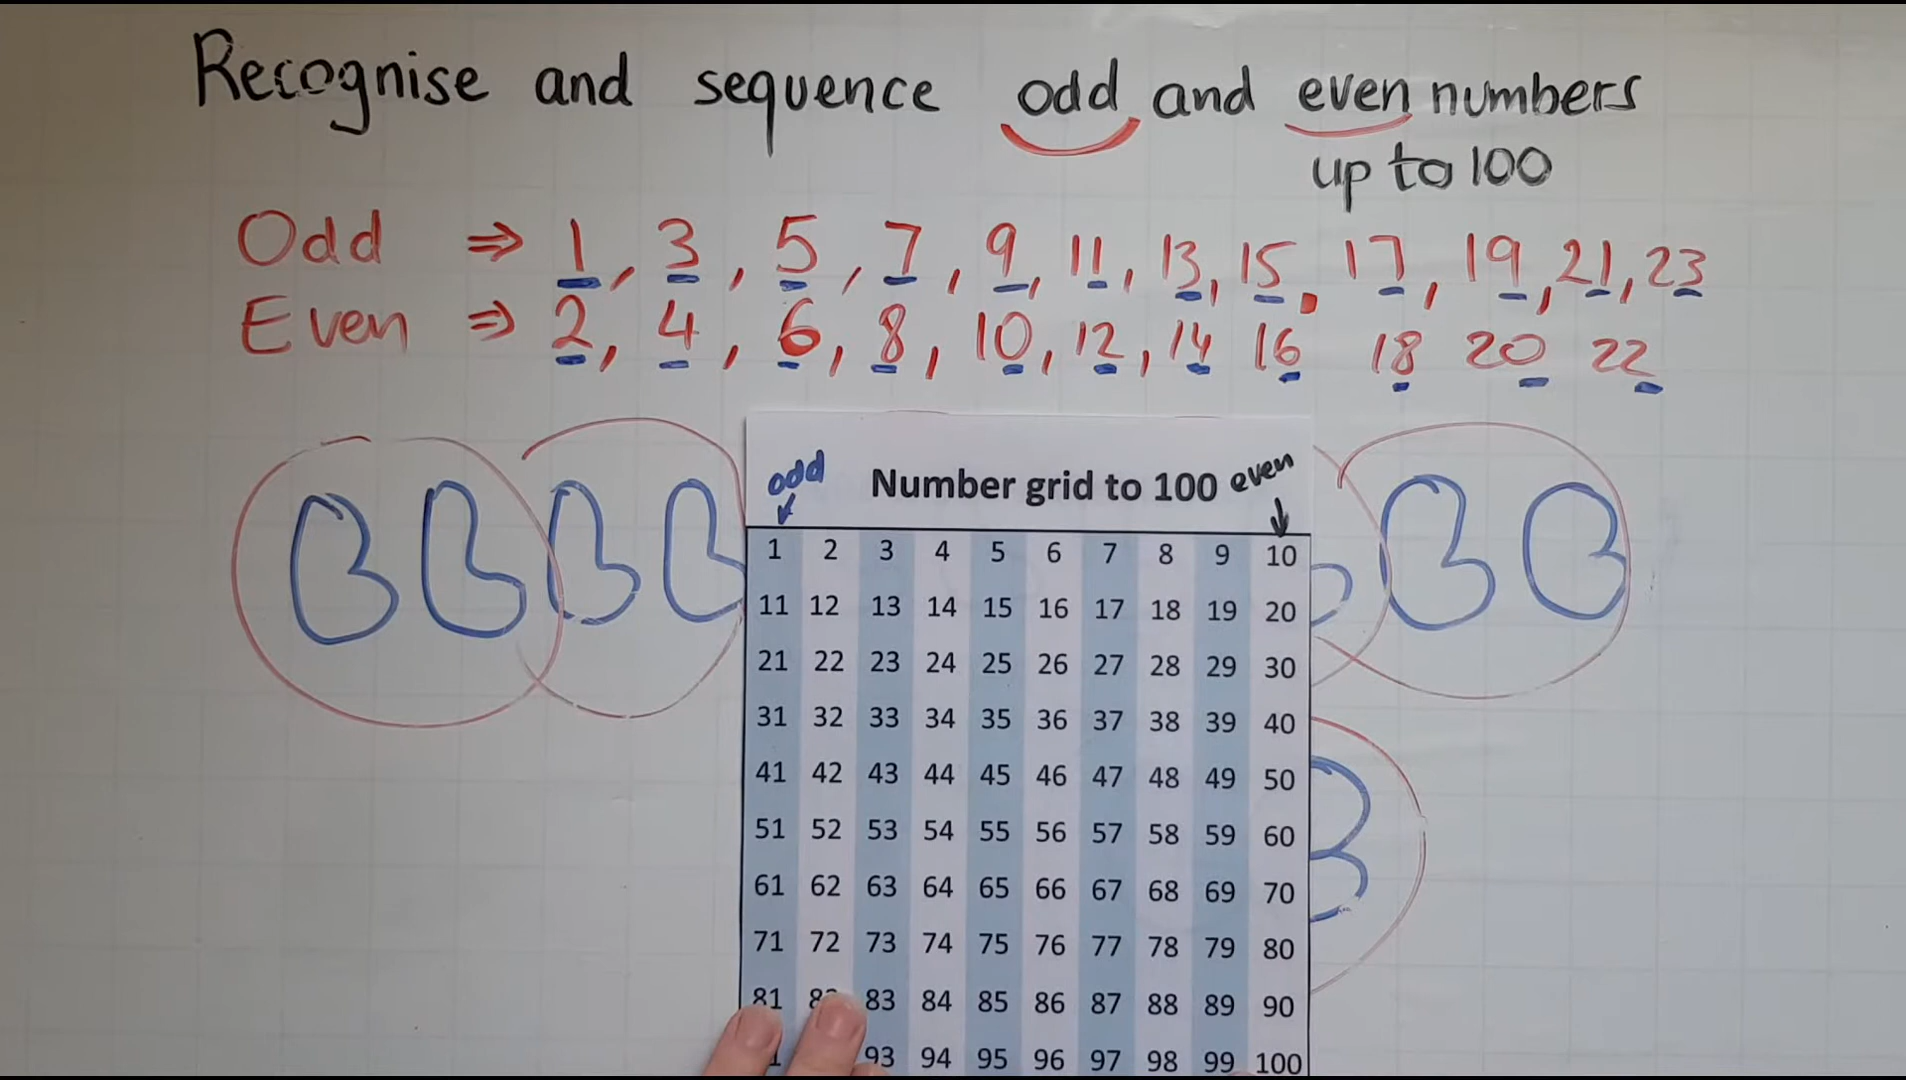 Recognise and sequence odd and even numbers
up to 100
Odd ⇒ 1, 3, 5, 7, 9, 11, 13, 15, 17, 19, 21, 23
Even ⇒ 2, 4, 6, 8, 10, 12, 14 16 18 20 22
odd Number grid to 100 even
1 2 3 4 5 6 7 8 9 10
11 12 13 14 15 16 17 18 19 20
21 22 23 24 25 26 27 28 29 30
31 32 33 34 35 36 37 38 39 40
41 42 43 44 45 46 47 48 49 50
51 52 53 54 55 56 57 58 59 60
61 62 63 64 65 66 67 68 69 70
71 72 73 74 75 76 77 78 79 80
81 82 83 84 85 86 87 88 89 90
93 94 95 96 97 98 99 100